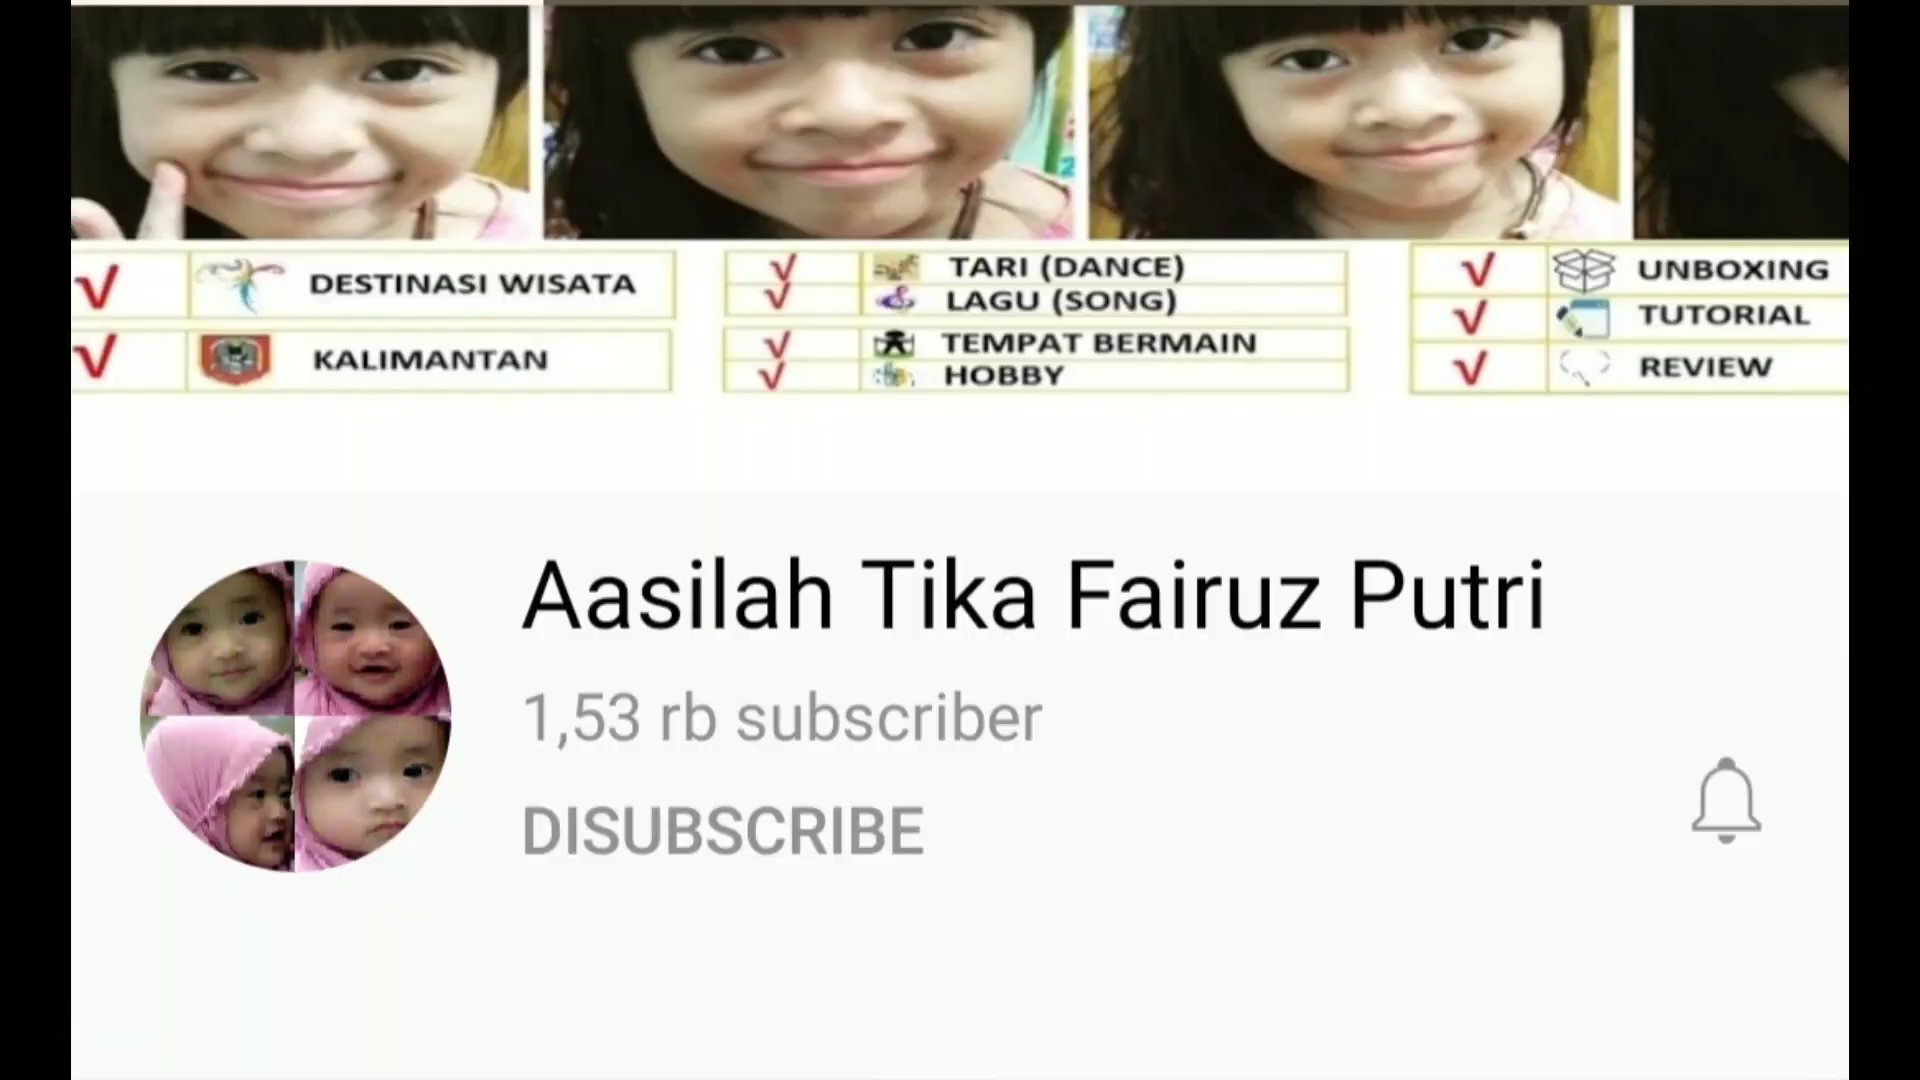 DESTINASI WISATA
KALIMANTAN
TARI (DANCE)
LAGU (SONG)
TEMPAT BERMAIN
HOBBY
UNBOXING
TUTORIAL
REVIEW
Aasilah Tika Fairuz Putri
1,53 rb subscriber
DISUBSCRIBE